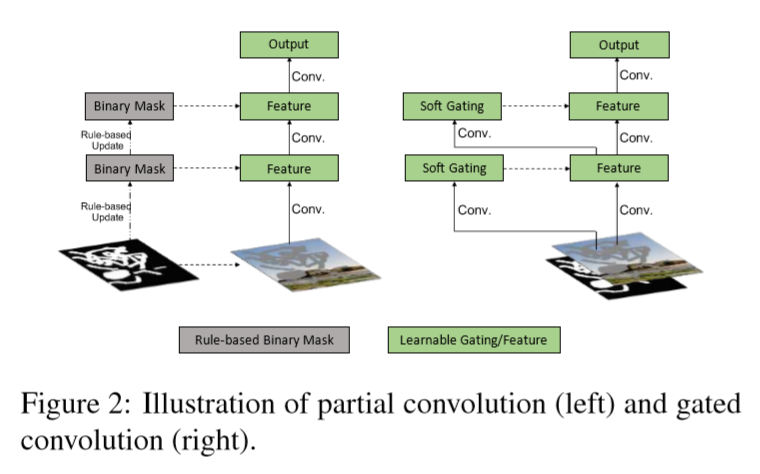 Output
Output
Conv.
Conv.
Binary Mask
Feature
Soft Gating
Feature
Rule-based
Update
Conv.
Conv.
Conv.
Binary Mask
Feature
Soft Gating
Feature
Rule-based
Update
Conv.
Conv.
Conv.
Rule-based Binary Mask
Learnable Gating/Feature
Figure 2: Illustration of partial convolution (left) and gated
convolution (right).